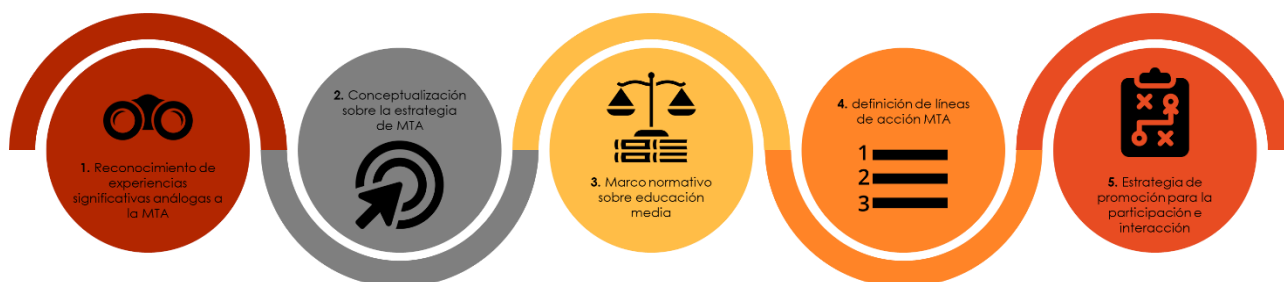 1. Reconocimiento de
experiencias
significativas análogas a
la MTA
2. Conceptualización
sobre la estrategia
de MTA
3. Marco normativo
sobre educación
media
4. definición de líneas
de acción MTA
1
2
3
5. Estrategia de
promoción para la
participación e
interacción